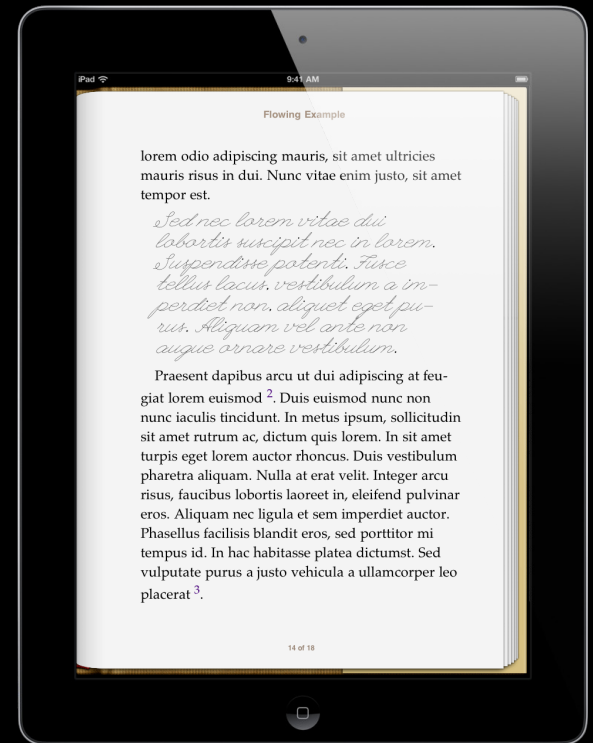 iPad
9:41 AM
Flowing Example
lorem odio adipiscing mauris, sit amet ultricies
mauris risus in dui. Nunc vitae enim justo, sit amet
tempor est.
Sed nec lorem vitae dui
lobortis suscipit nec in lorem.
Suspendisse potenti. Fusce
tellus lacus, vestibulum a im-
perdiet non, aliquet eget pu-
rus. Aliquam vel ante non
augue ornare vestibulum.
Praesent dapibus arcu ut dui adipiscing at feu-
giat lorem euismod 2. Duis euismod nunc non
nunc iaculis tincidunt. In metus ipsum, sollicitudin
sit amet rutrum ac, dictum quis lorem. In sit amet
turpis eget lorem auctor rhoncus. Duis vestibulum
pharetra aliquam. Nulla at erat velit. Integer arcu
risus, faucibus lobortis laoreet in, eleifend pulvinar
eros. Aliquam nec ligula et sem imperdiet auctor.
Phasellus facilisis blandit eros, sed porttitor mi
tempus id. In hac habitasse platea dictumst. Sed
vulputate purus a justo vehicula a ullamcorper leo
placerat 3.
14 of 18